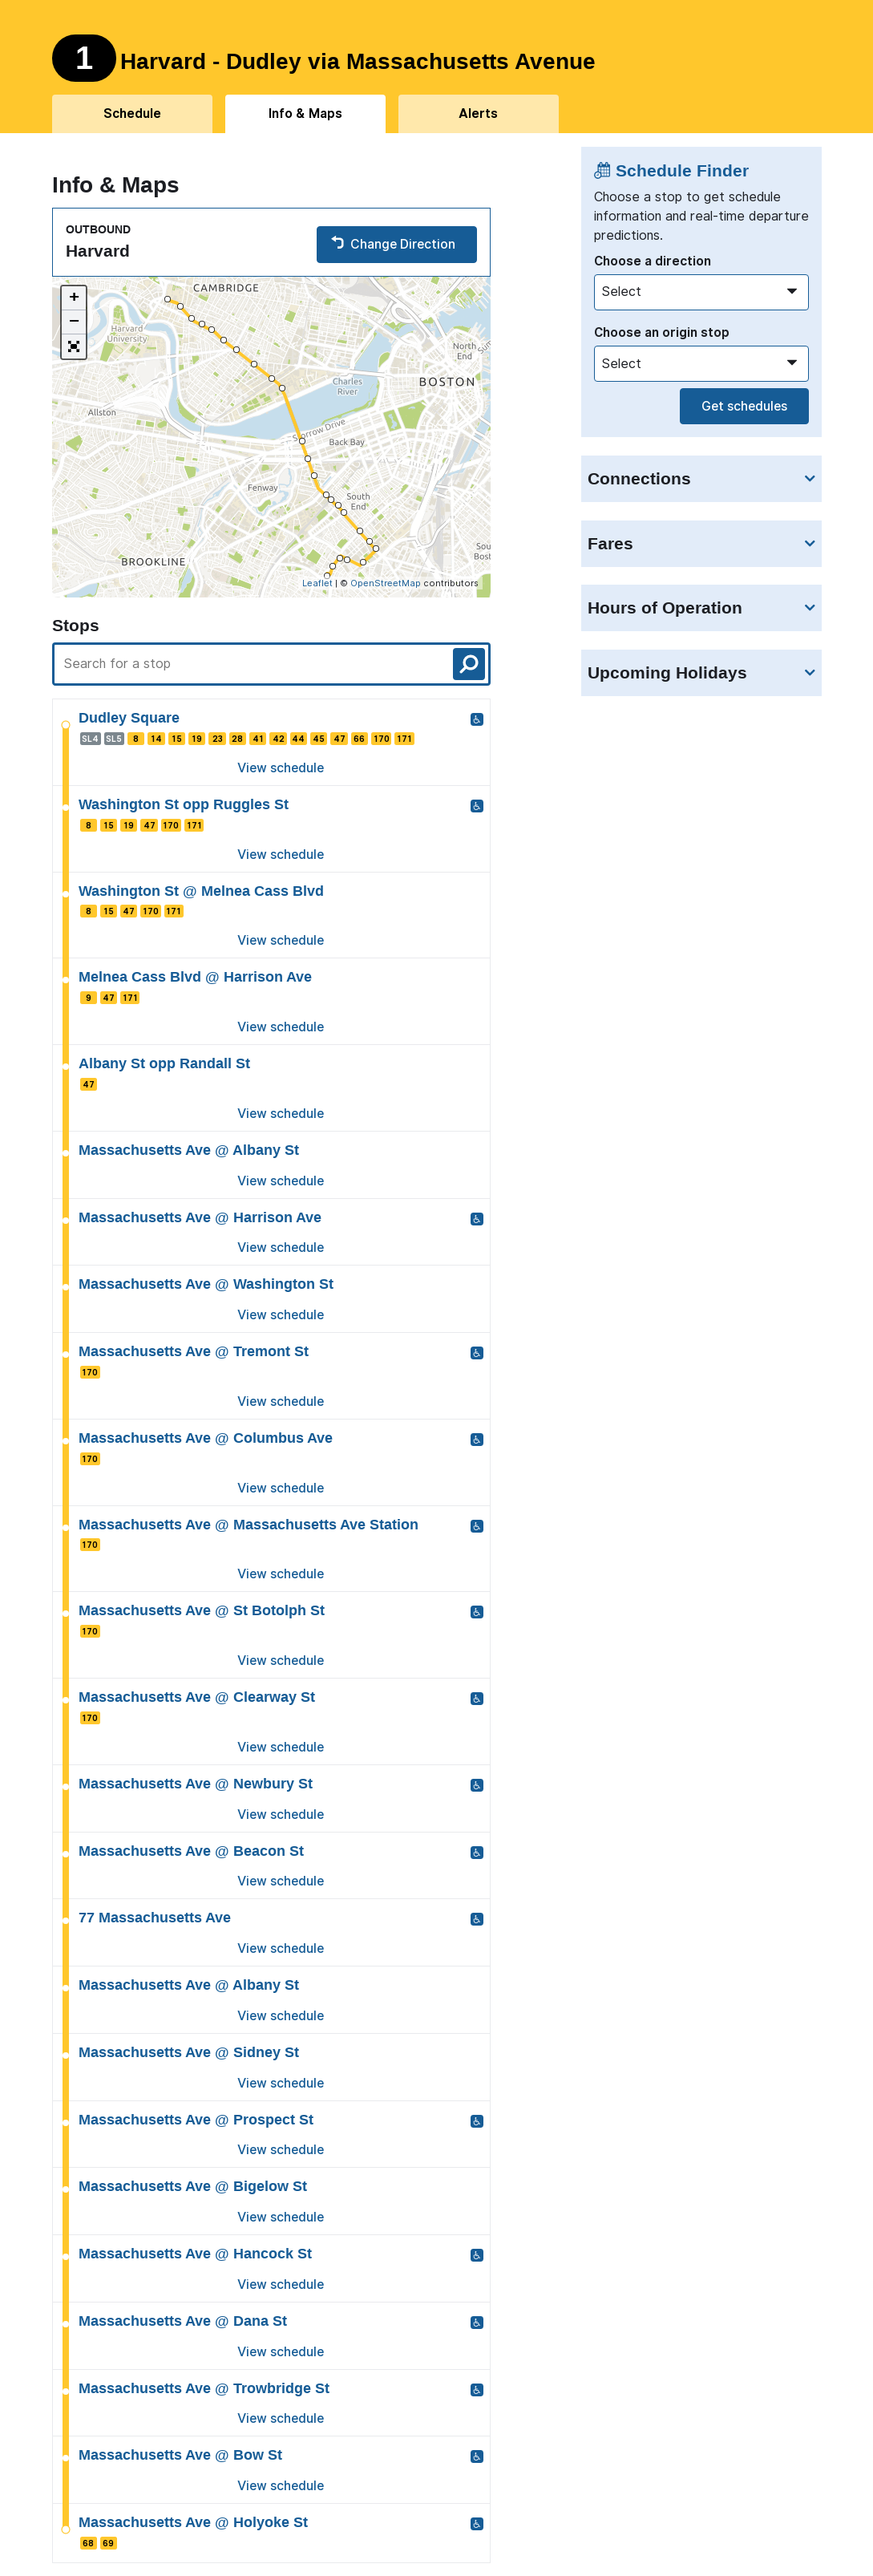 1 Harvard - Dudley via Massachusetts Avenue
Schedule
Info & Maps
Alerts
Info & Maps
OUTBOUND
Harvard
Change Direction
+
−
CAMBRIDGE
Harvard
University
North
End
BOSTON
Charles
River
Allston
Storrow Drive
Back Bay
Fenway
South
End
BROOKLINE
Sou
Bost
Leaflet | © OpenStreetMap contributors
Stops
Search for a stop
Dudley Square
SL4 SL5 8 14 15 19 23 28 41 42 44 45 47 66 170 171
View schedule
Washington St opp Ruggles St
8 15 19 47 170 171
View schedule
Washington St @ Melnea Cass Blvd
8 15 47 170 171
View schedule
Melnea Cass Blvd @ Harrison Ave
9 47 171
View schedule
Albany St opp Randall St
47
View schedule
Massachusetts Ave @ Albany St
View schedule
Massachusetts Ave @ Harrison Ave
View schedule
Massachusetts Ave @ Washington St
View schedule
Massachusetts Ave @ Tremont St
170
View schedule
Massachusetts Ave @ Columbus Ave
170
View schedule
Massachusetts Ave @ Massachusetts Ave Station
170
View schedule
Massachusetts Ave @ St Botolph St
170
View schedule
Massachusetts Ave @ Clearway St
170
View schedule
Massachusetts Ave @ Newbury St
View schedule
Massachusetts Ave @ Beacon St
View schedule
77 Massachusetts Ave
View schedule
Massachusetts Ave @ Albany St
View schedule
Massachusetts Ave @ Sidney St
View schedule
Massachusetts Ave @ Prospect St
View schedule
Massachusetts Ave @ Bigelow St
View schedule
Massachusetts Ave @ Hancock St
View schedule
Massachusetts Ave @ Dana St
View schedule
Massachusetts Ave @ Trowbridge St
View schedule
Massachusetts Ave @ Bow St
View schedule
Massachusetts Ave @ Holyoke St
68 69
Schedule Finder
Choose a stop to get schedule
information and real-time departure
predictions.
Choose a direction
Select
Choose an origin stop
Select
Get schedules
Connections
Fares
Hours of Operation
Upcoming Holidays